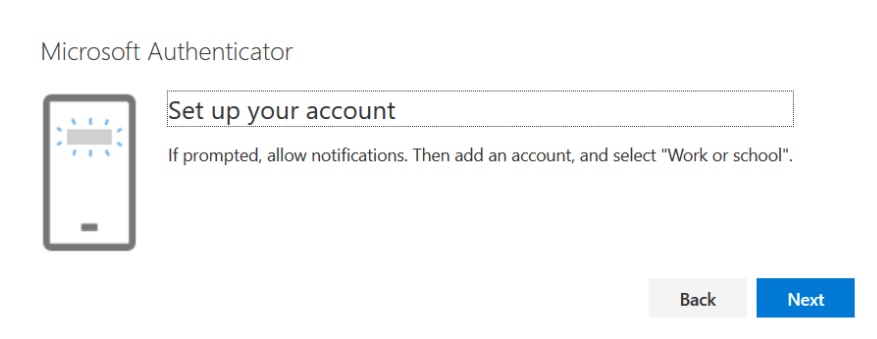 Microsoft Authenticator
Set up your account
If prompted, allow notifications. Then add an account, and select "Work or school".
Back
Next